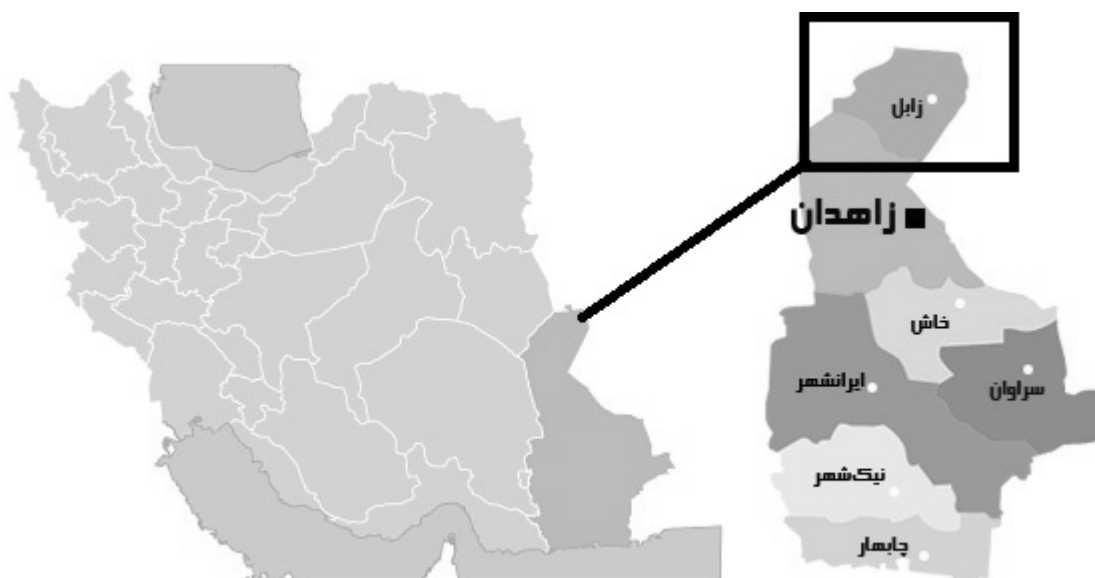 زابل
زاهدان
خاش
ایرانشهر
سراوان
نیک‌شهر
چابهار